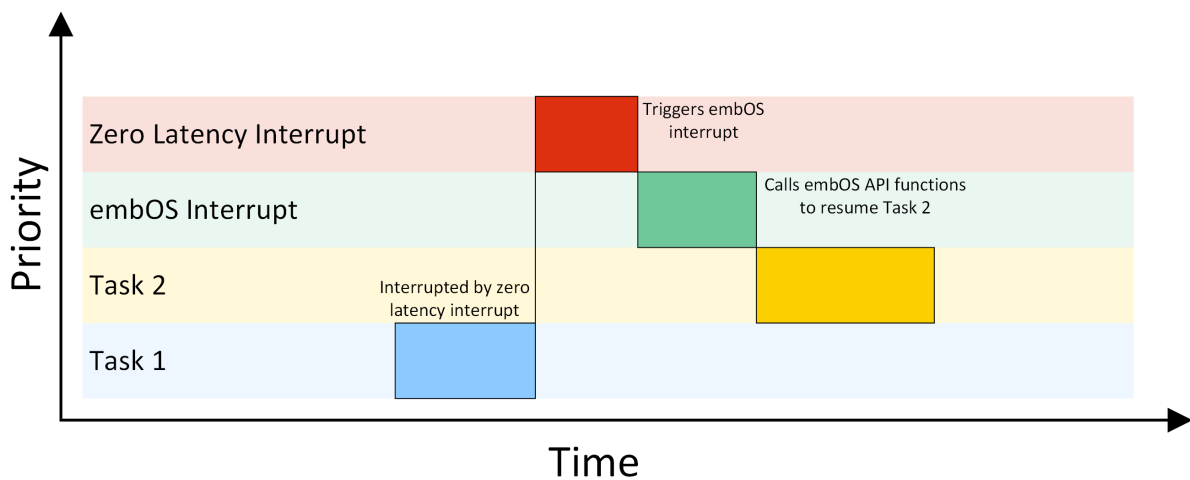 Priority
Zero Latency Interrupt
Triggers embOS
interrupt
embOS Interrupt
Calls embOS API functions
to resume Task 2
Task 2
Interrupted by zero
latency interrupt
Task 1
Time